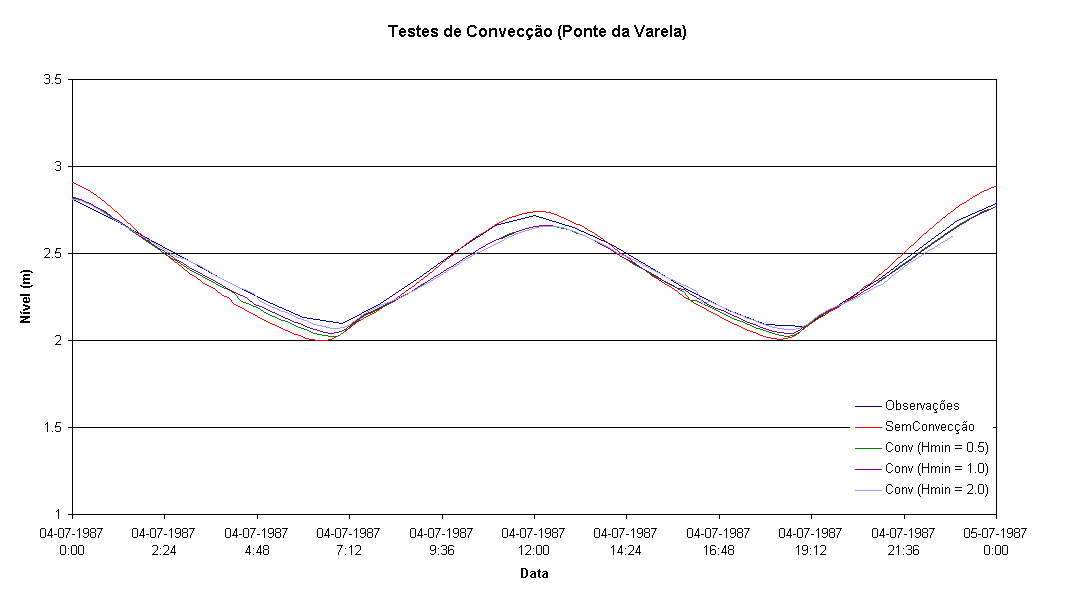 Testes de Convecção (Ponte da Varela)
3.5
3
2.5
2
1.5
1
Nível (m)
Observações
SemConvecção
Conv (Hmin = 0.5)
Conv (Hmin = 1.0)
Conv (Hmin = 2.0)
04-07-1987 04-07-1987 04-07-1987 04-07-1987 04-07-1987 04-07-1987 04-07-1987 04-07-1987 04-07-1987 04-07-1987 05-07-1987
0:00 2:24 4:48 7:12 9:36 12:00 14:24 16:48 19:12 21:36 0:00
Data